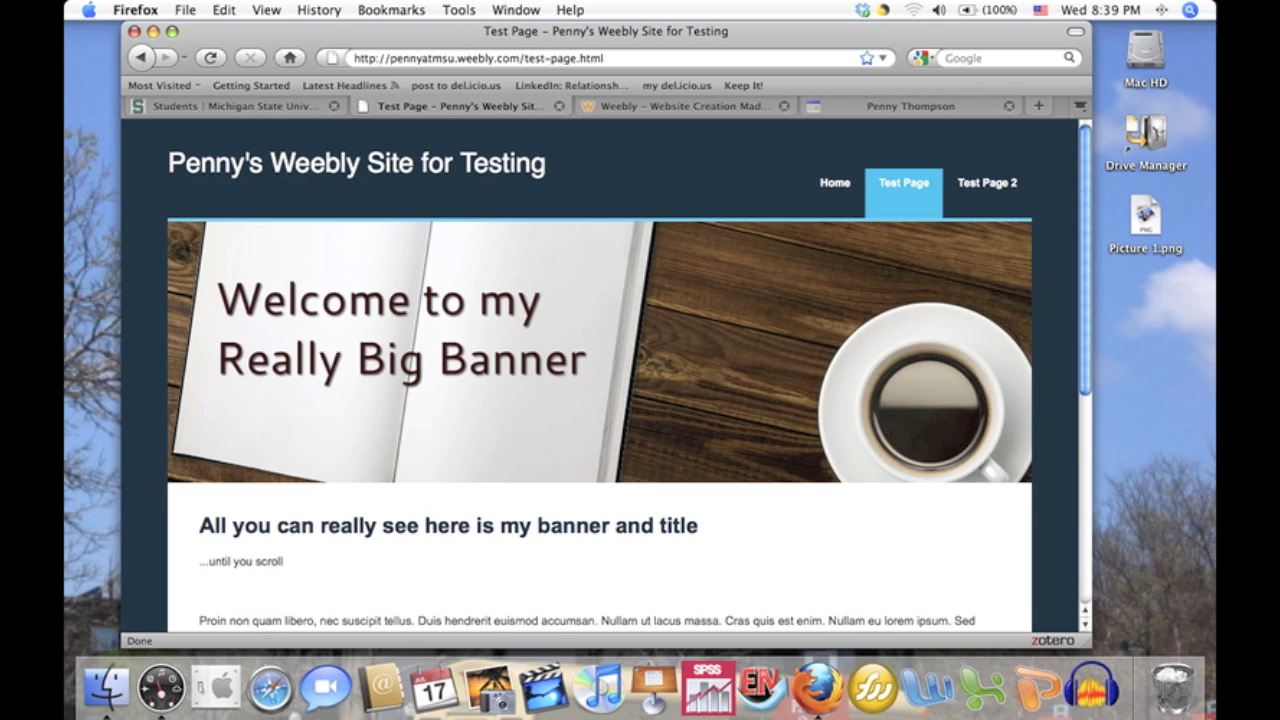 Firefox File Edit View History Bookmarks Tools Window Help (100%) Wed 8:39 PM
Test Page – Penny's Weebly Site for Testing
http://pennyatmsu.weebly.com/test-page.html Google
Most Visited Getting Started Latest Headlines post to del.icio.us LinkedIn: Relationsh... my del.icio.us Keep It!
Students | Michigan State Univ... Test Page – Penny's Weebly Sit... Weebly – Website Creation Mad... Penny Thompson
Mac HD
Drive Manager
PNG
Picture 1.png
Penny's Weebly Site for Testing
Home Test Page Test Page 2
Welcome to my
Really Big Banner
All you can really see here is my banner and title
...until you scroll
Proin non quam libero, nec suscipit tellus. Duis hendrerit euismod accumsan. Nullam ut lacus massa. Cras quis est enim. Nullam eu lorem ipsum. Sed
Done zotero
17 SPSS EN